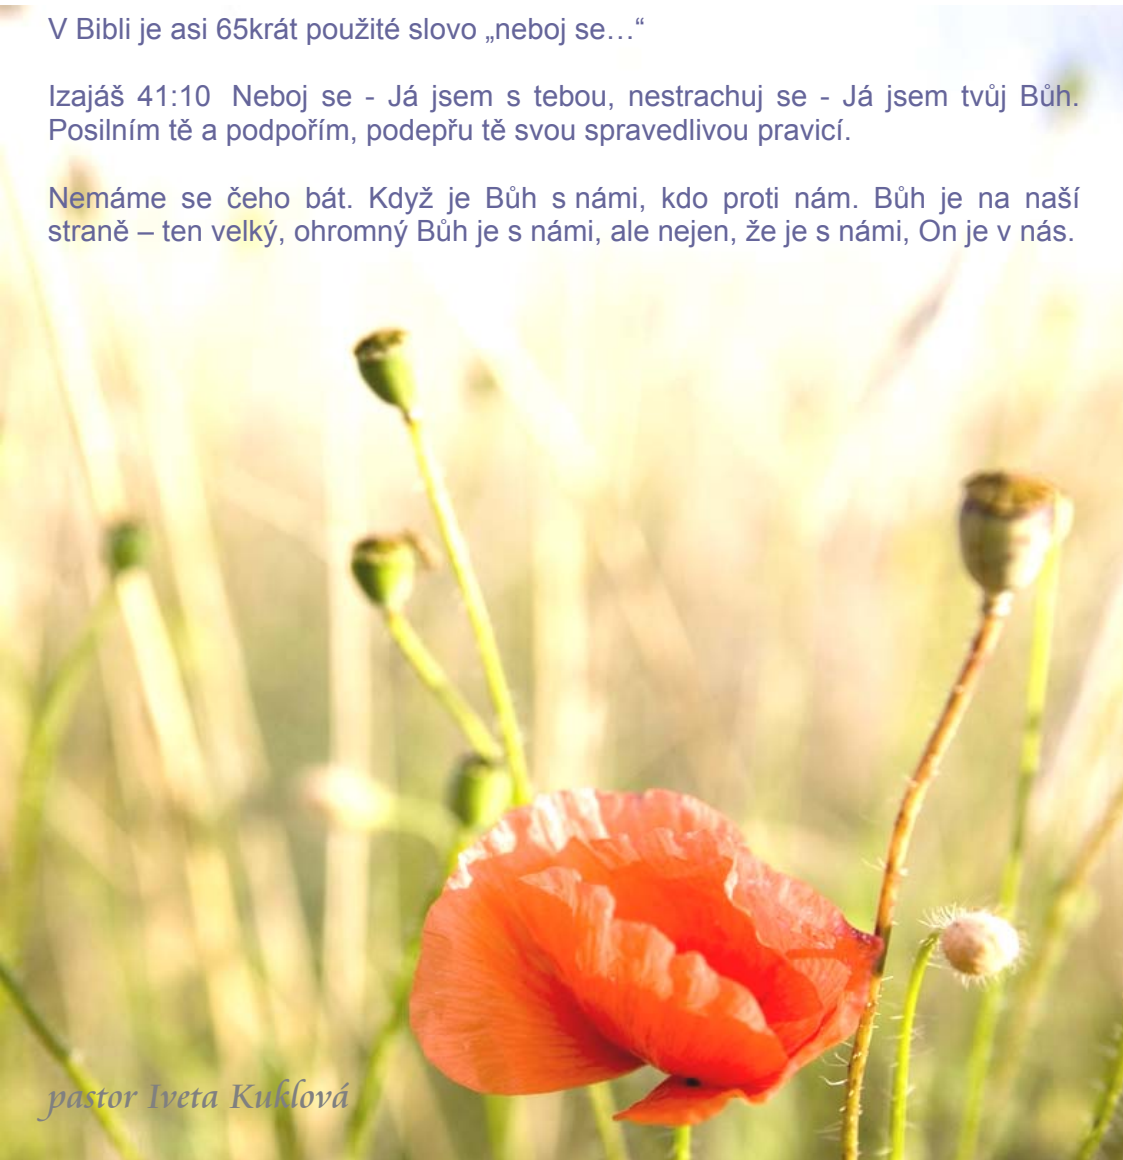 V Bibli je asi 65krát použité slovo „neboj se…“
Izajáš 41:10 Neboj se - Já jsem s tebou, nestrachuj se - Já jsem tvůj Bůh.
Posilním tě a podpořím, podepřu tě svou spravedlivou pravicí.
Nemáme se čeho bát. Když je Bůh s námi, kdo proti nám. Bůh je na naší
straně – ten velký, ohromný Bůh je s námi, ale nejen, že je s námi, On je v nás.
pastor Iveta Kuklová